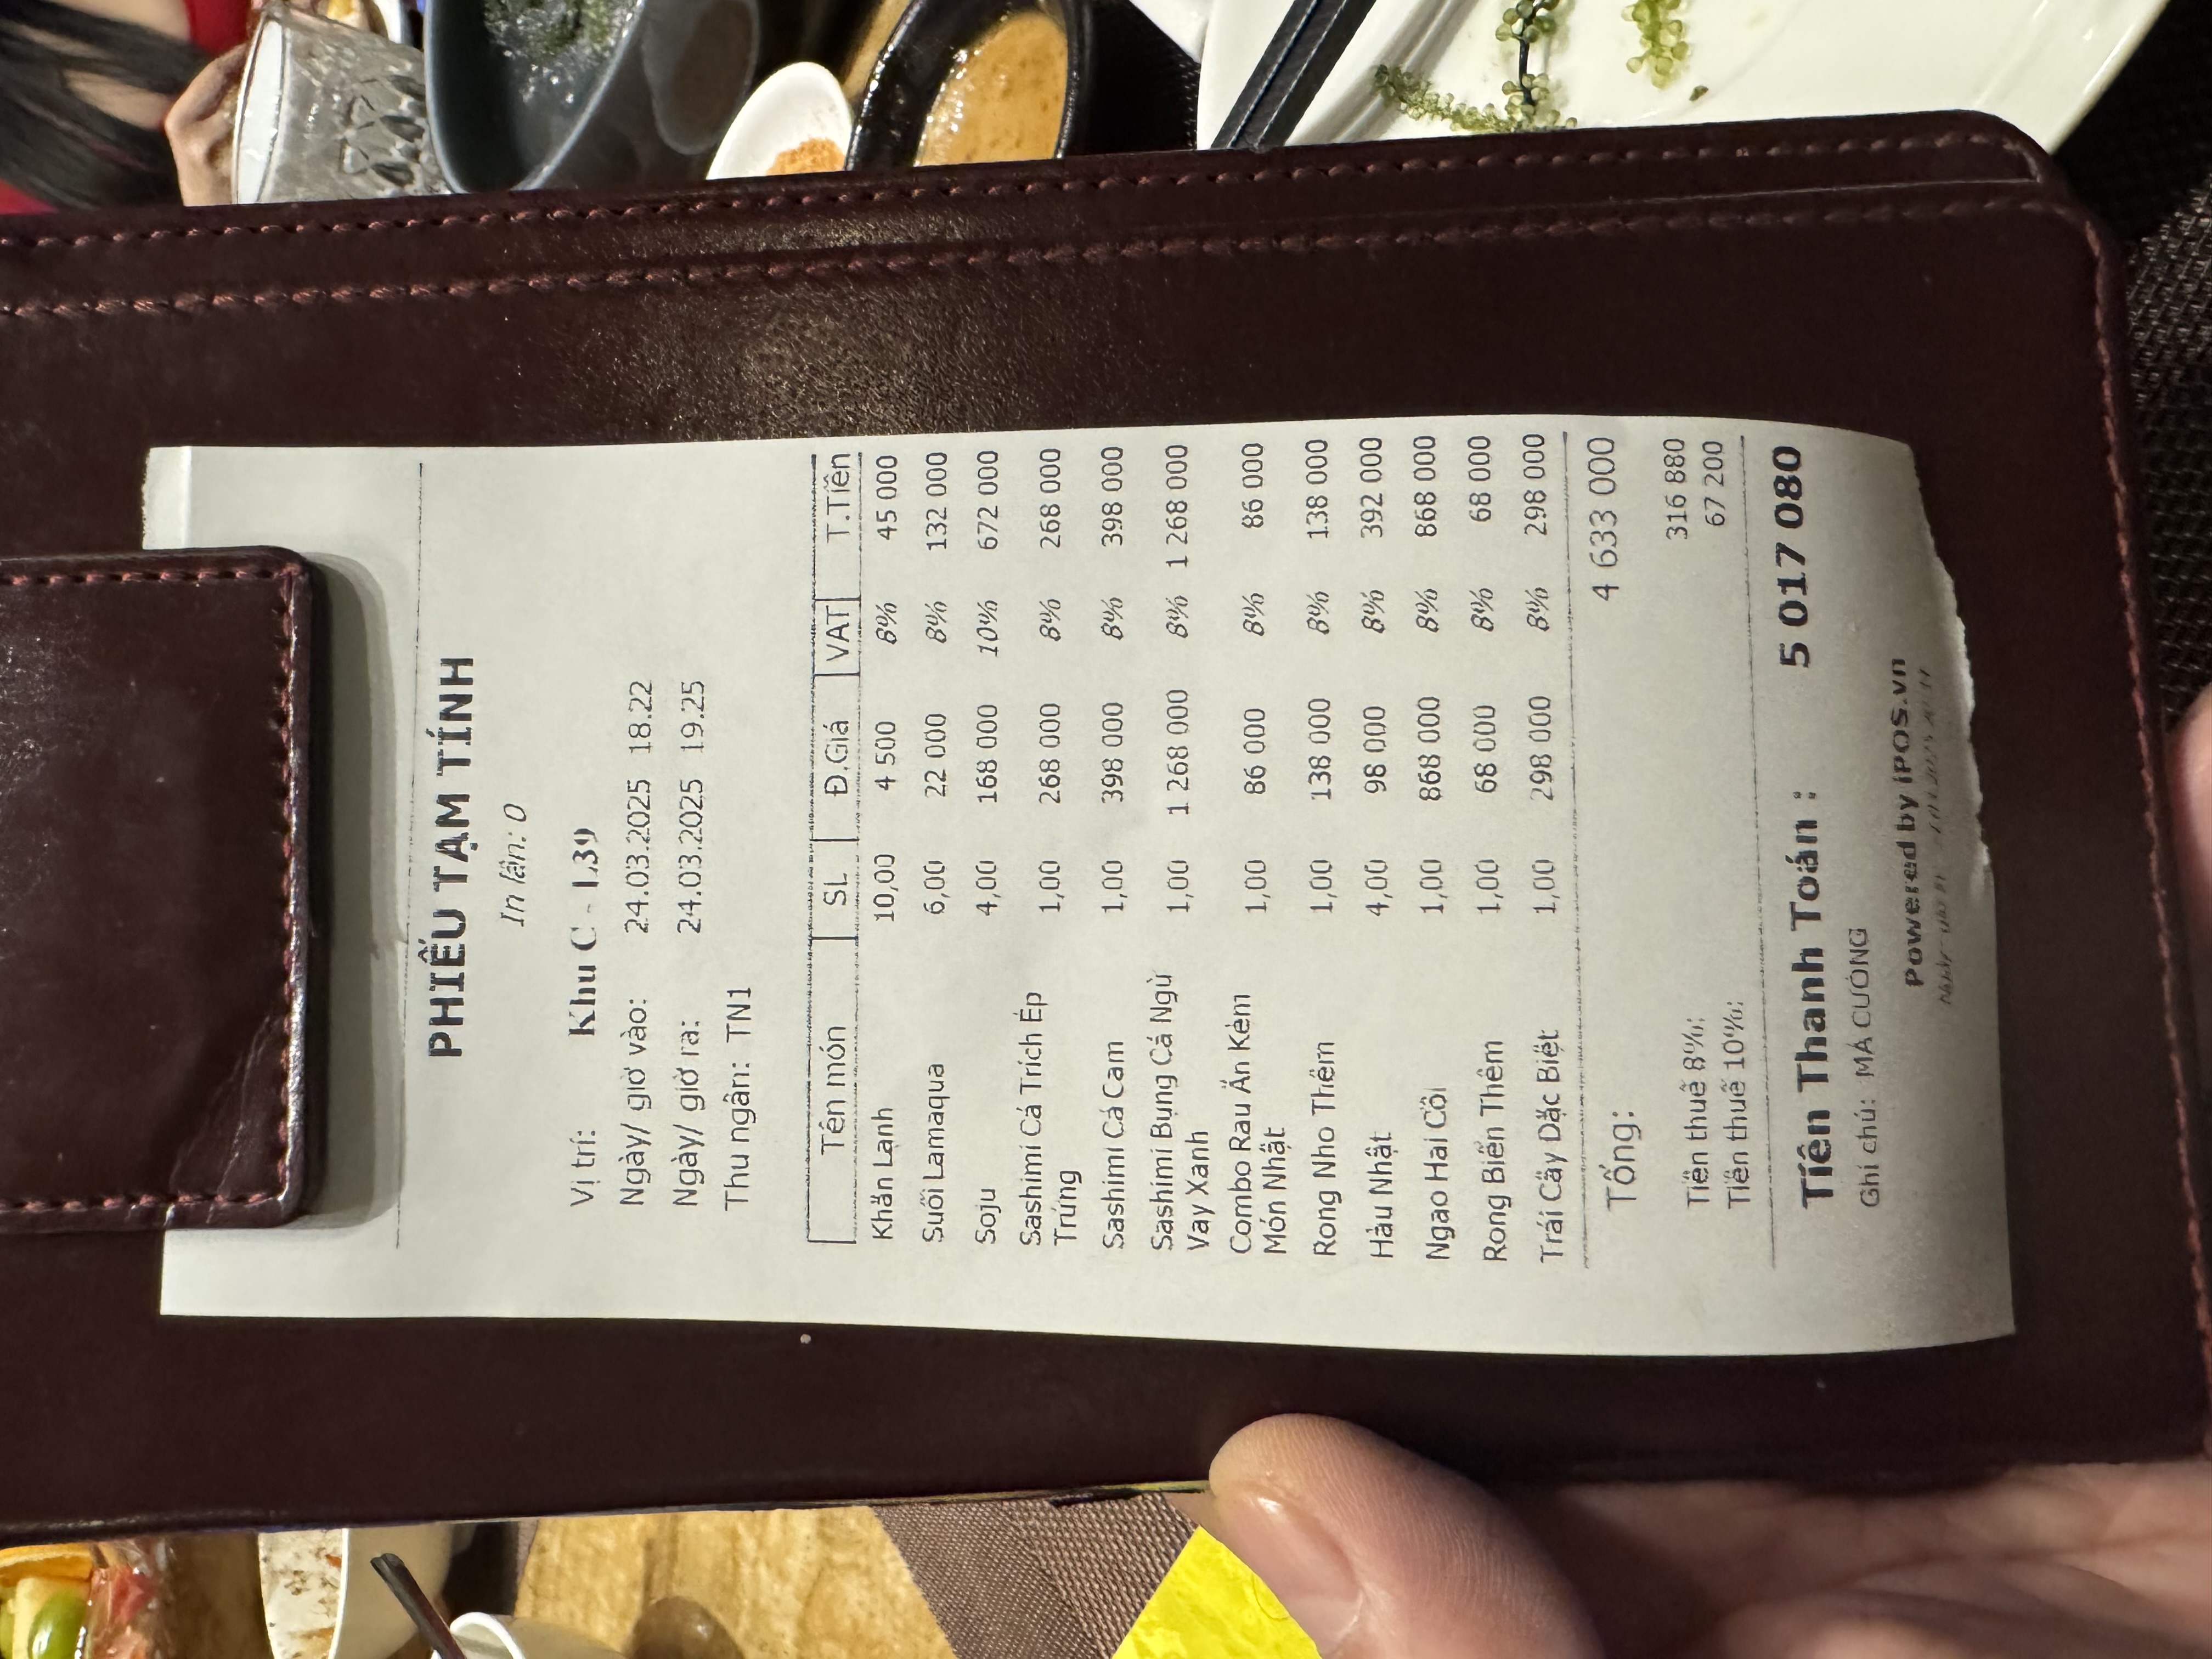 PHIẾU TẠM TÍNH
In lần: 0
Vị trí: Khu C - L39
Ngày/ giờ vào: 24.03.2025 18.22
Ngày/ giờ ra: 24.03.2025 19.25
Thu ngân: TN1
Tên món SL Đ.Giá VAT T.Tiền
Khăn Lạnh 10,00 4 500 8% 45 000
Suối Lamaqua 6,00 22 000 8% 132 000
Soju 4,00 168 000 10% 672 000
Sashimi Cá Trích Ép 1,00 268 000 8% 268 000
Trứng
Sashimi Cá Cam 1,00 398 000 8% 398 000
Sashimi Bụng Cá Ngừ 1,00 1 268 000 8% 1 268 000
Vay Xanh
Combo Rau Ăn Kèm 1,00 86 000 8% 86 000
Món Nhật
Rong Nho Thêm 1,00 138 000 8% 138 000
Hàu Nhật 4,00 98 000 8% 392 000
Ngao Hai Cồi 1,00 868 000 8% 868 000
Rong Biển Thêm 1,00 68 000 8% 68 000
Trái Cây Đặc Biệt 1,00 298 000 8% 298 000
Tổng: 4 633 000
Tiền thuế 8%: 316 880
Tiền thuế 10%: 67 200
Tiền Thanh Toán : 5 017 080
Ghi chú: MÃ CƯỜNG
Powered by iPOS.vn